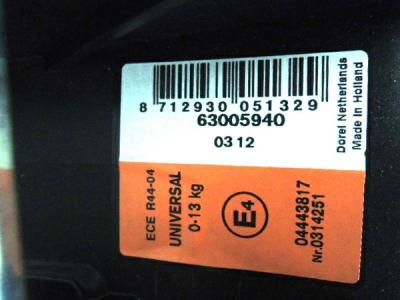 8 712930 051329
63005940
0312
Dorel Netherlands
Made in Holland
ECE R44-04
UNIVERSAL
0-13 kg
E4
04443817
Nr.0314251